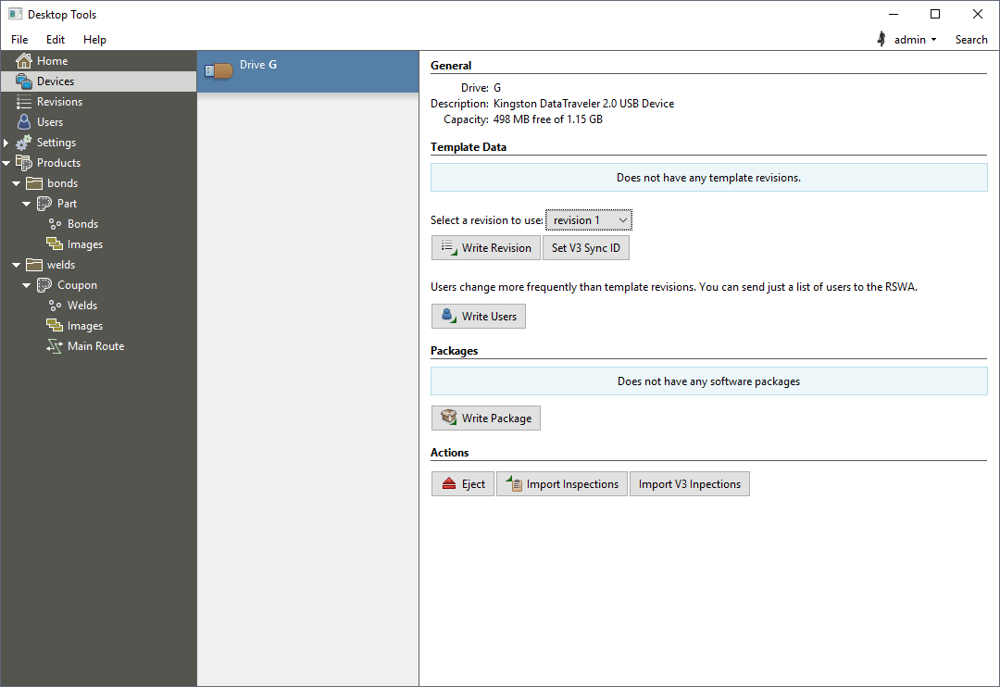 Desktop Tools
File Edit Help admin Search
Home
Devices
Revisions
Users
Settings
Products
bonds
Part
Bonds
Images
welds
Coupon
Welds
Images
Main Route
Drive G
General
Drive: G
Description: Kingston DataTraveler 2.0 USB Device
Capacity: 498 MB free of 1.15 GB
Template Data
Does not have any template revisions.
Select a revision to use: revision 1
Write Revision Set V3 Sync ID
Users change more frequently than template revisions. You can send just a list of users to the RSWA.
Write Users
Packages
Does not have any software packages
Write Package
Actions
Eject Import Inspections Import V3 Inpections